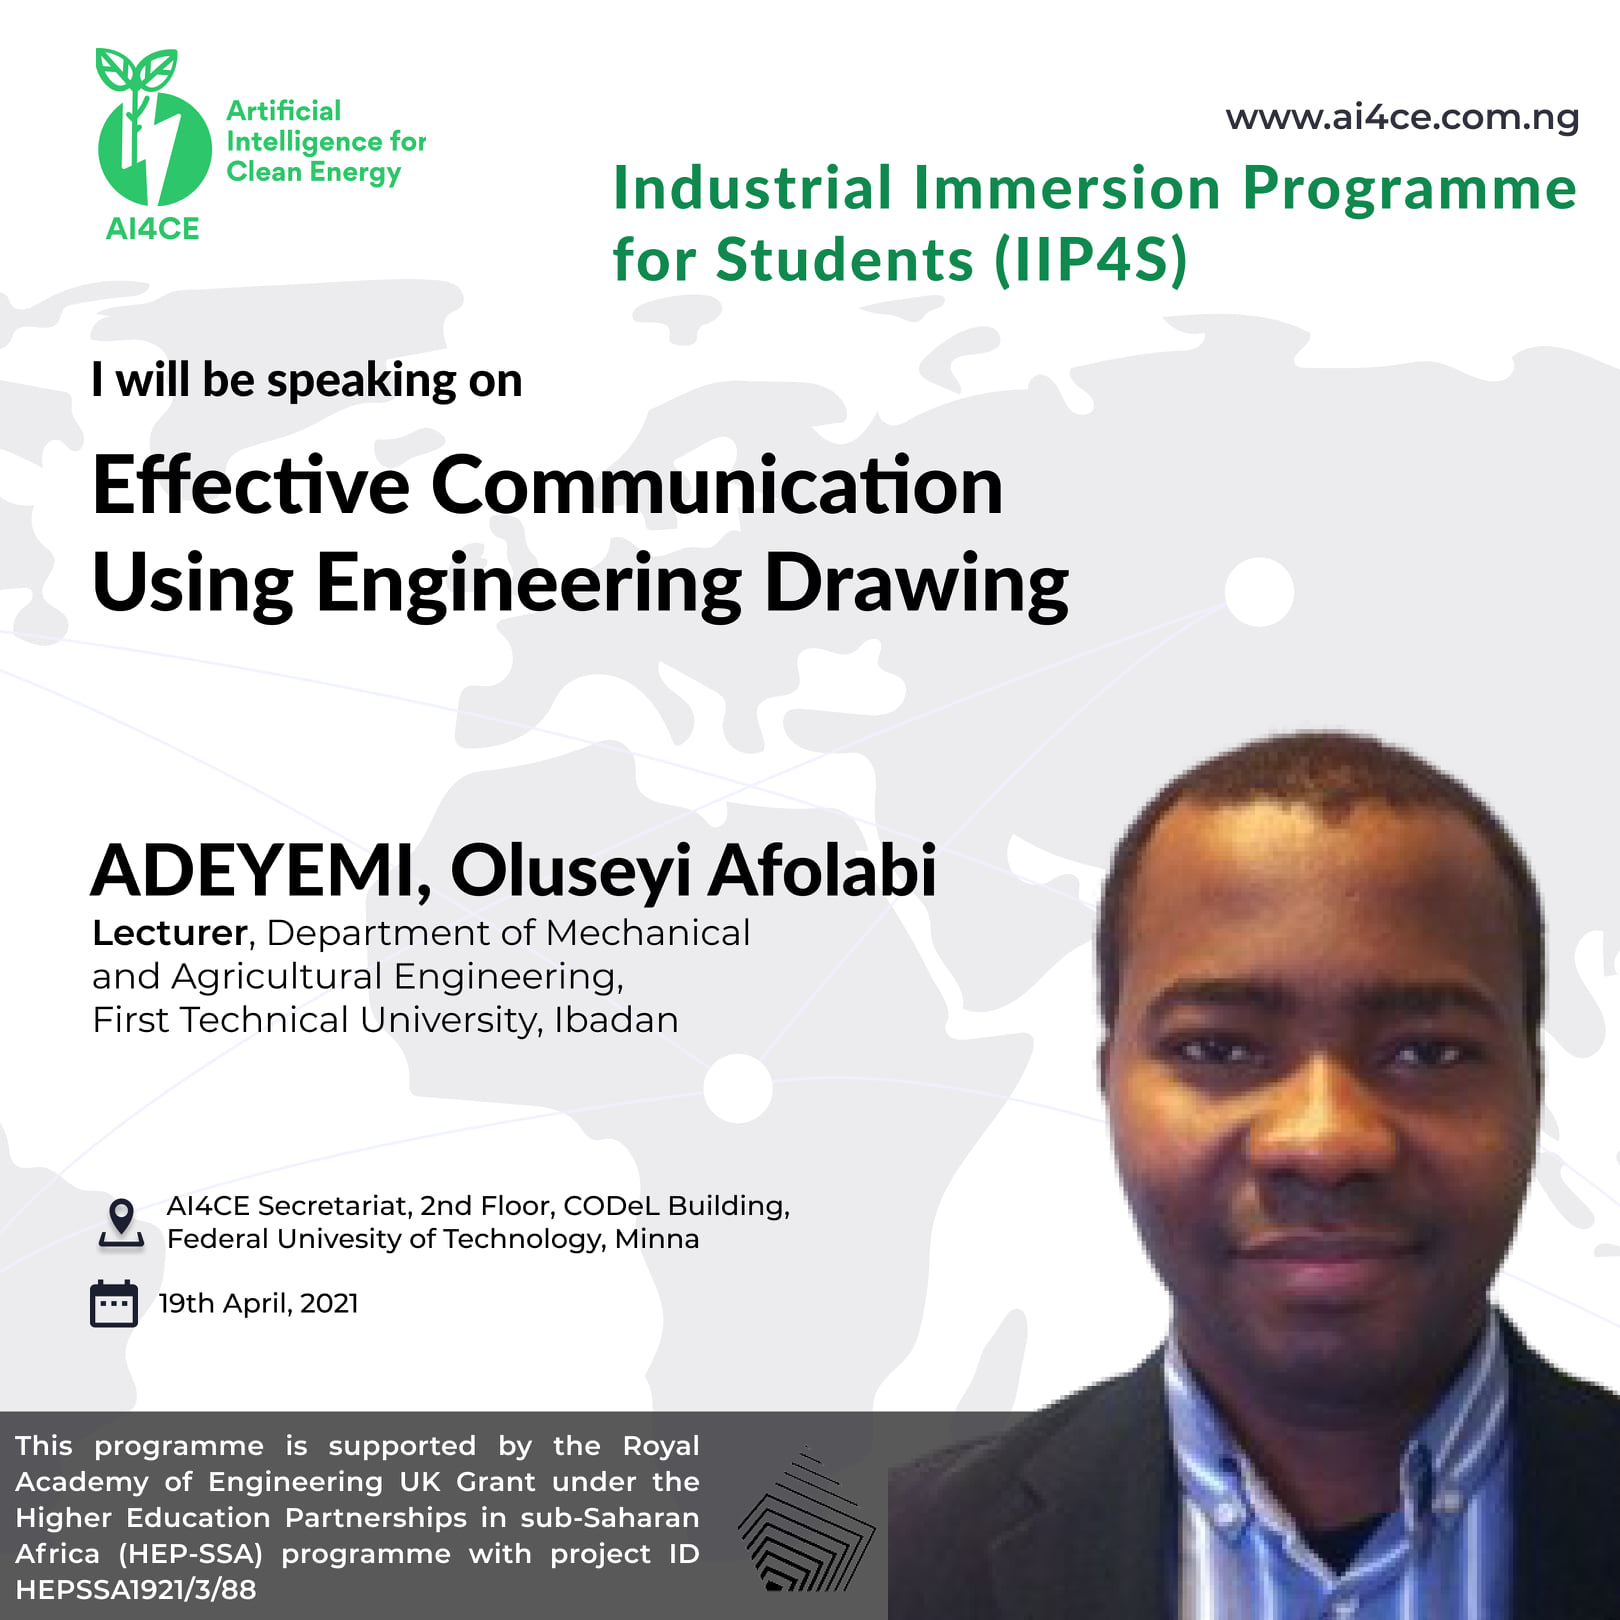 Artificial
Intelligence for
Clean Energy
AI4CE
www.ai4ce.com.ng
Industrial Immersion Programme
for Students (IIP4S)
I will be speaking on
Effective Communication
Using Engineering Drawing
ADEYEMI, Oluseyi Afolabi
Lecturer, Department of Mechanical
and Agricultural Engineering,
First Technical University, Ibadan
AI4CE Secretariat, 2nd Floor, CODeL Building,
Federal Univesity of Technology, Minna
19th April, 2021
This programme is supported by the Royal
Academy of Engineering UK Grant under the
Higher Education Partnerships in sub-Saharan
Africa (HEP-SSA) programme with project ID
HEPSSA1921/3/88